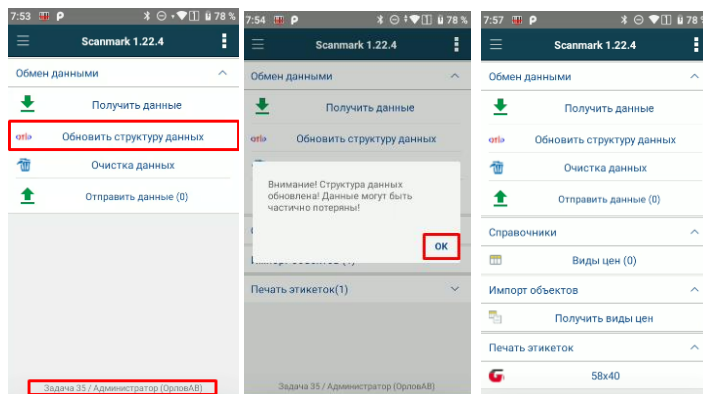 7:53 78 %
Scanmark 1.22.4
Обмен данными
Получить данные
Обновить структуру данных
Очистка данных
Отправить данные (0)
Задача 35 / Администратор (ОрловАВ)
7:54 78 %
Scanmark 1.22.4
Обмен данными
Получить данные
Обновить структуру данных
Внимание! Структура данных
обновлена! Данные могут быть
частично потеряны!
OK
Печать этикеток(1)
Задача 35 / Администратор (ОрловАВ)
7:57 78
Scanmark 1.22.4
Обмен данными
Получить данные
Обновить структуру данных
Очистка данных
Отправить данные (0)
Справочники
Виды цен (0)
Импорт объектов
Получить виды цен
Печать этикеток
58x40